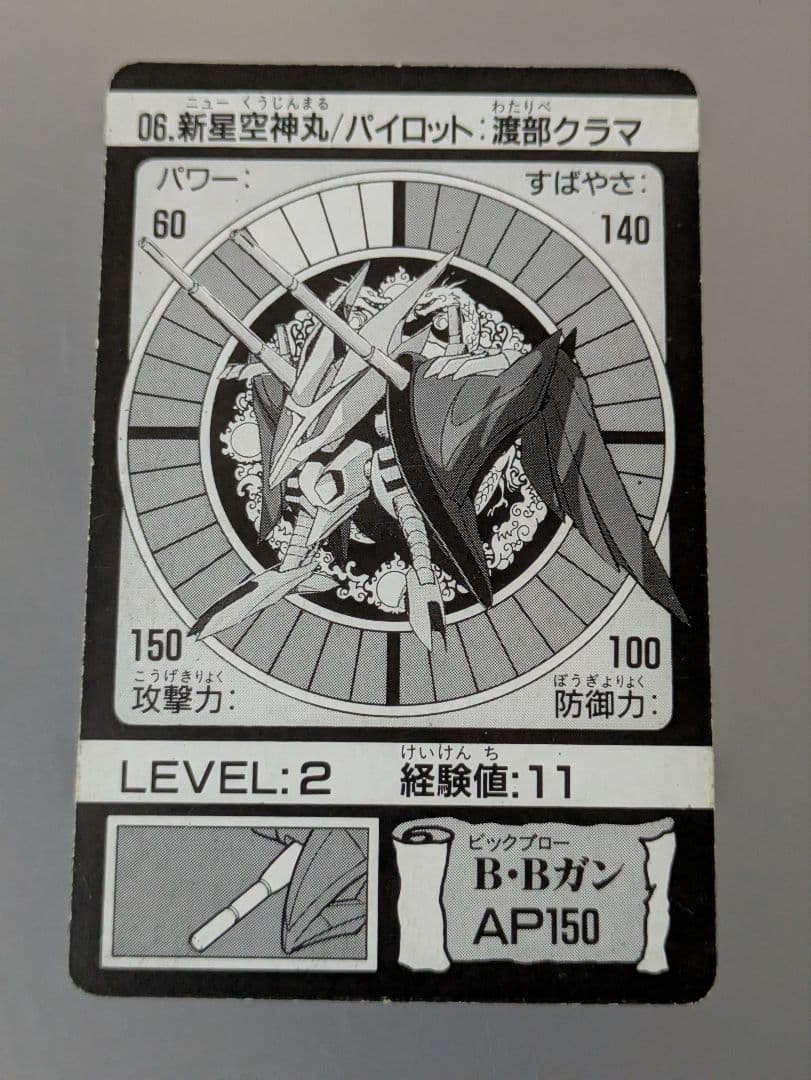 ニュー くうじんまる わたりべ
06.新星空神丸/パイロット:渡部クラマ
パワー: すばやさ:
60 140
150 100
こうげきりょく ぼうぎょりょく
攻撃力: 防御力:
けいけん ち
LEVEL:2 経験値:11
ビックブロー
B・Bガン
AP150